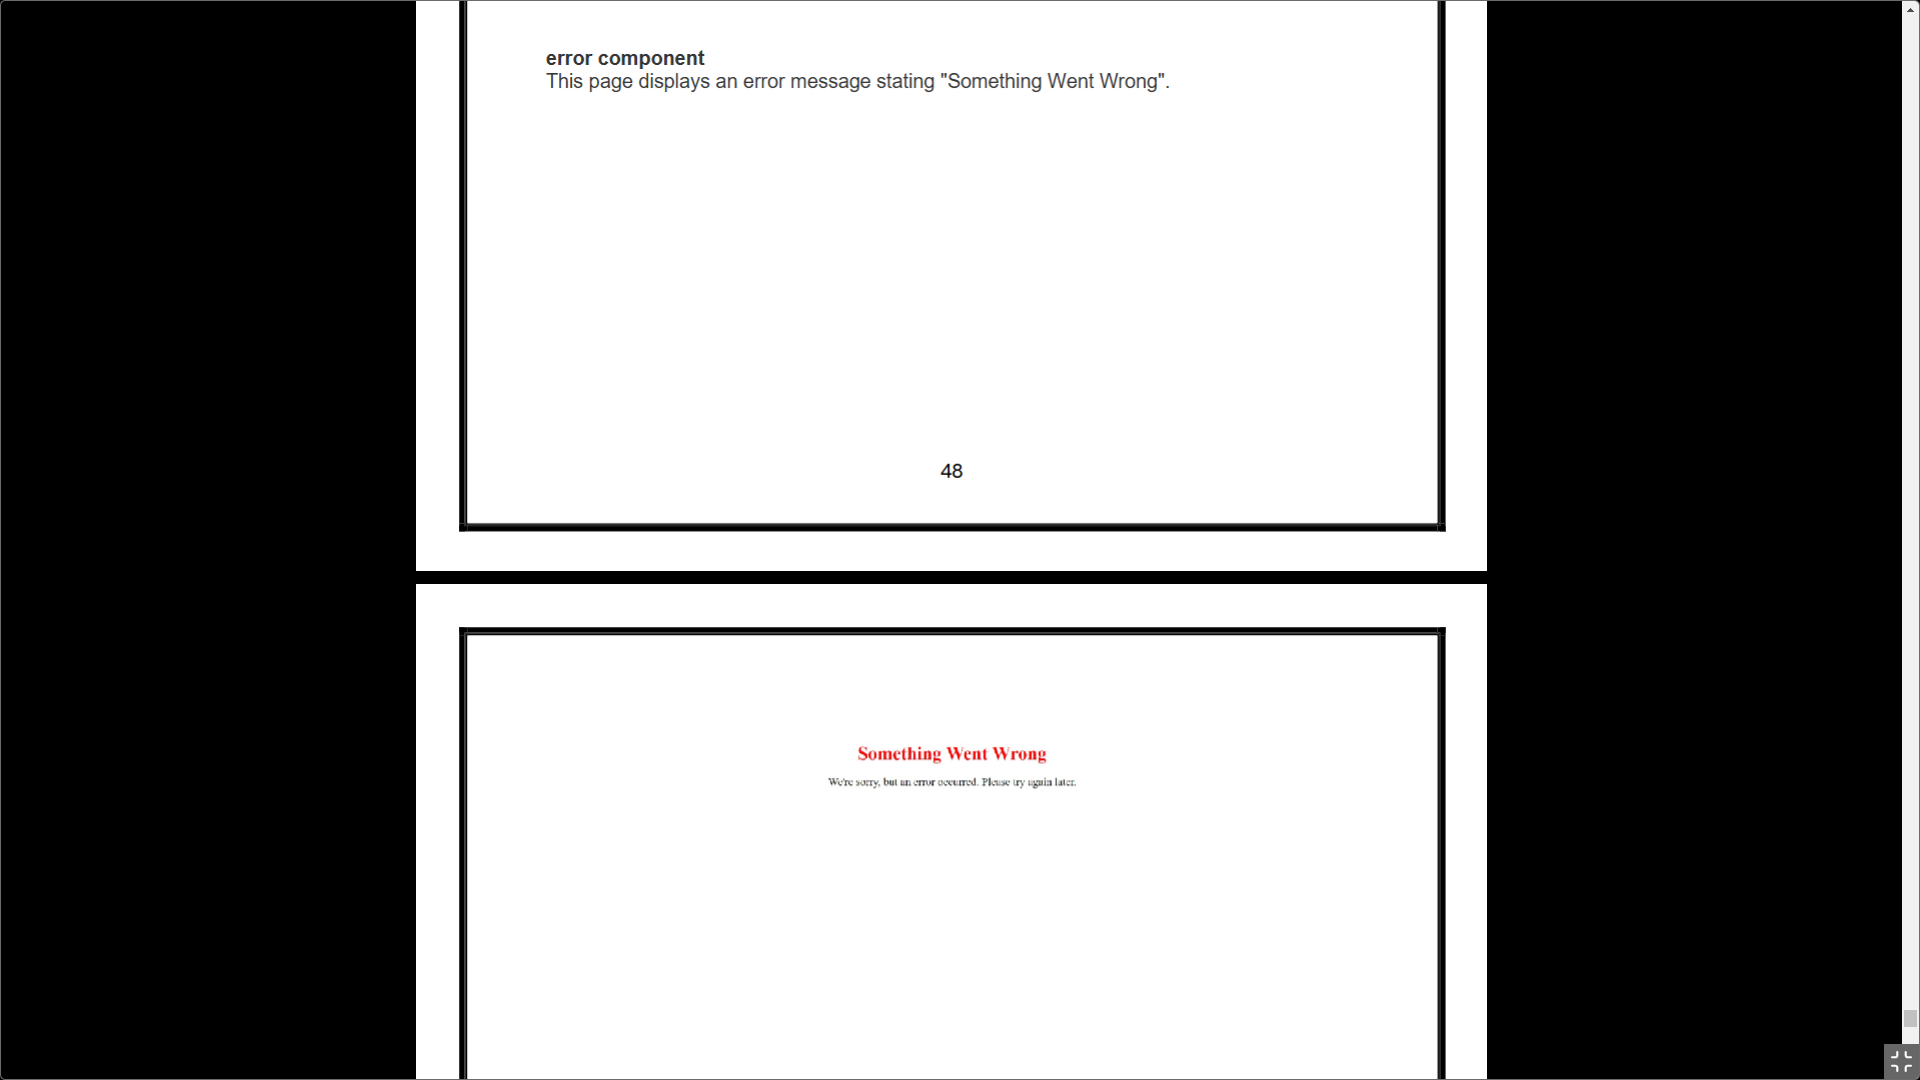 error component
This page displays an error message stating "Something Went Wrong".
48
Something Went Wrong
We're sorry, but an error occurred. Please try again later.